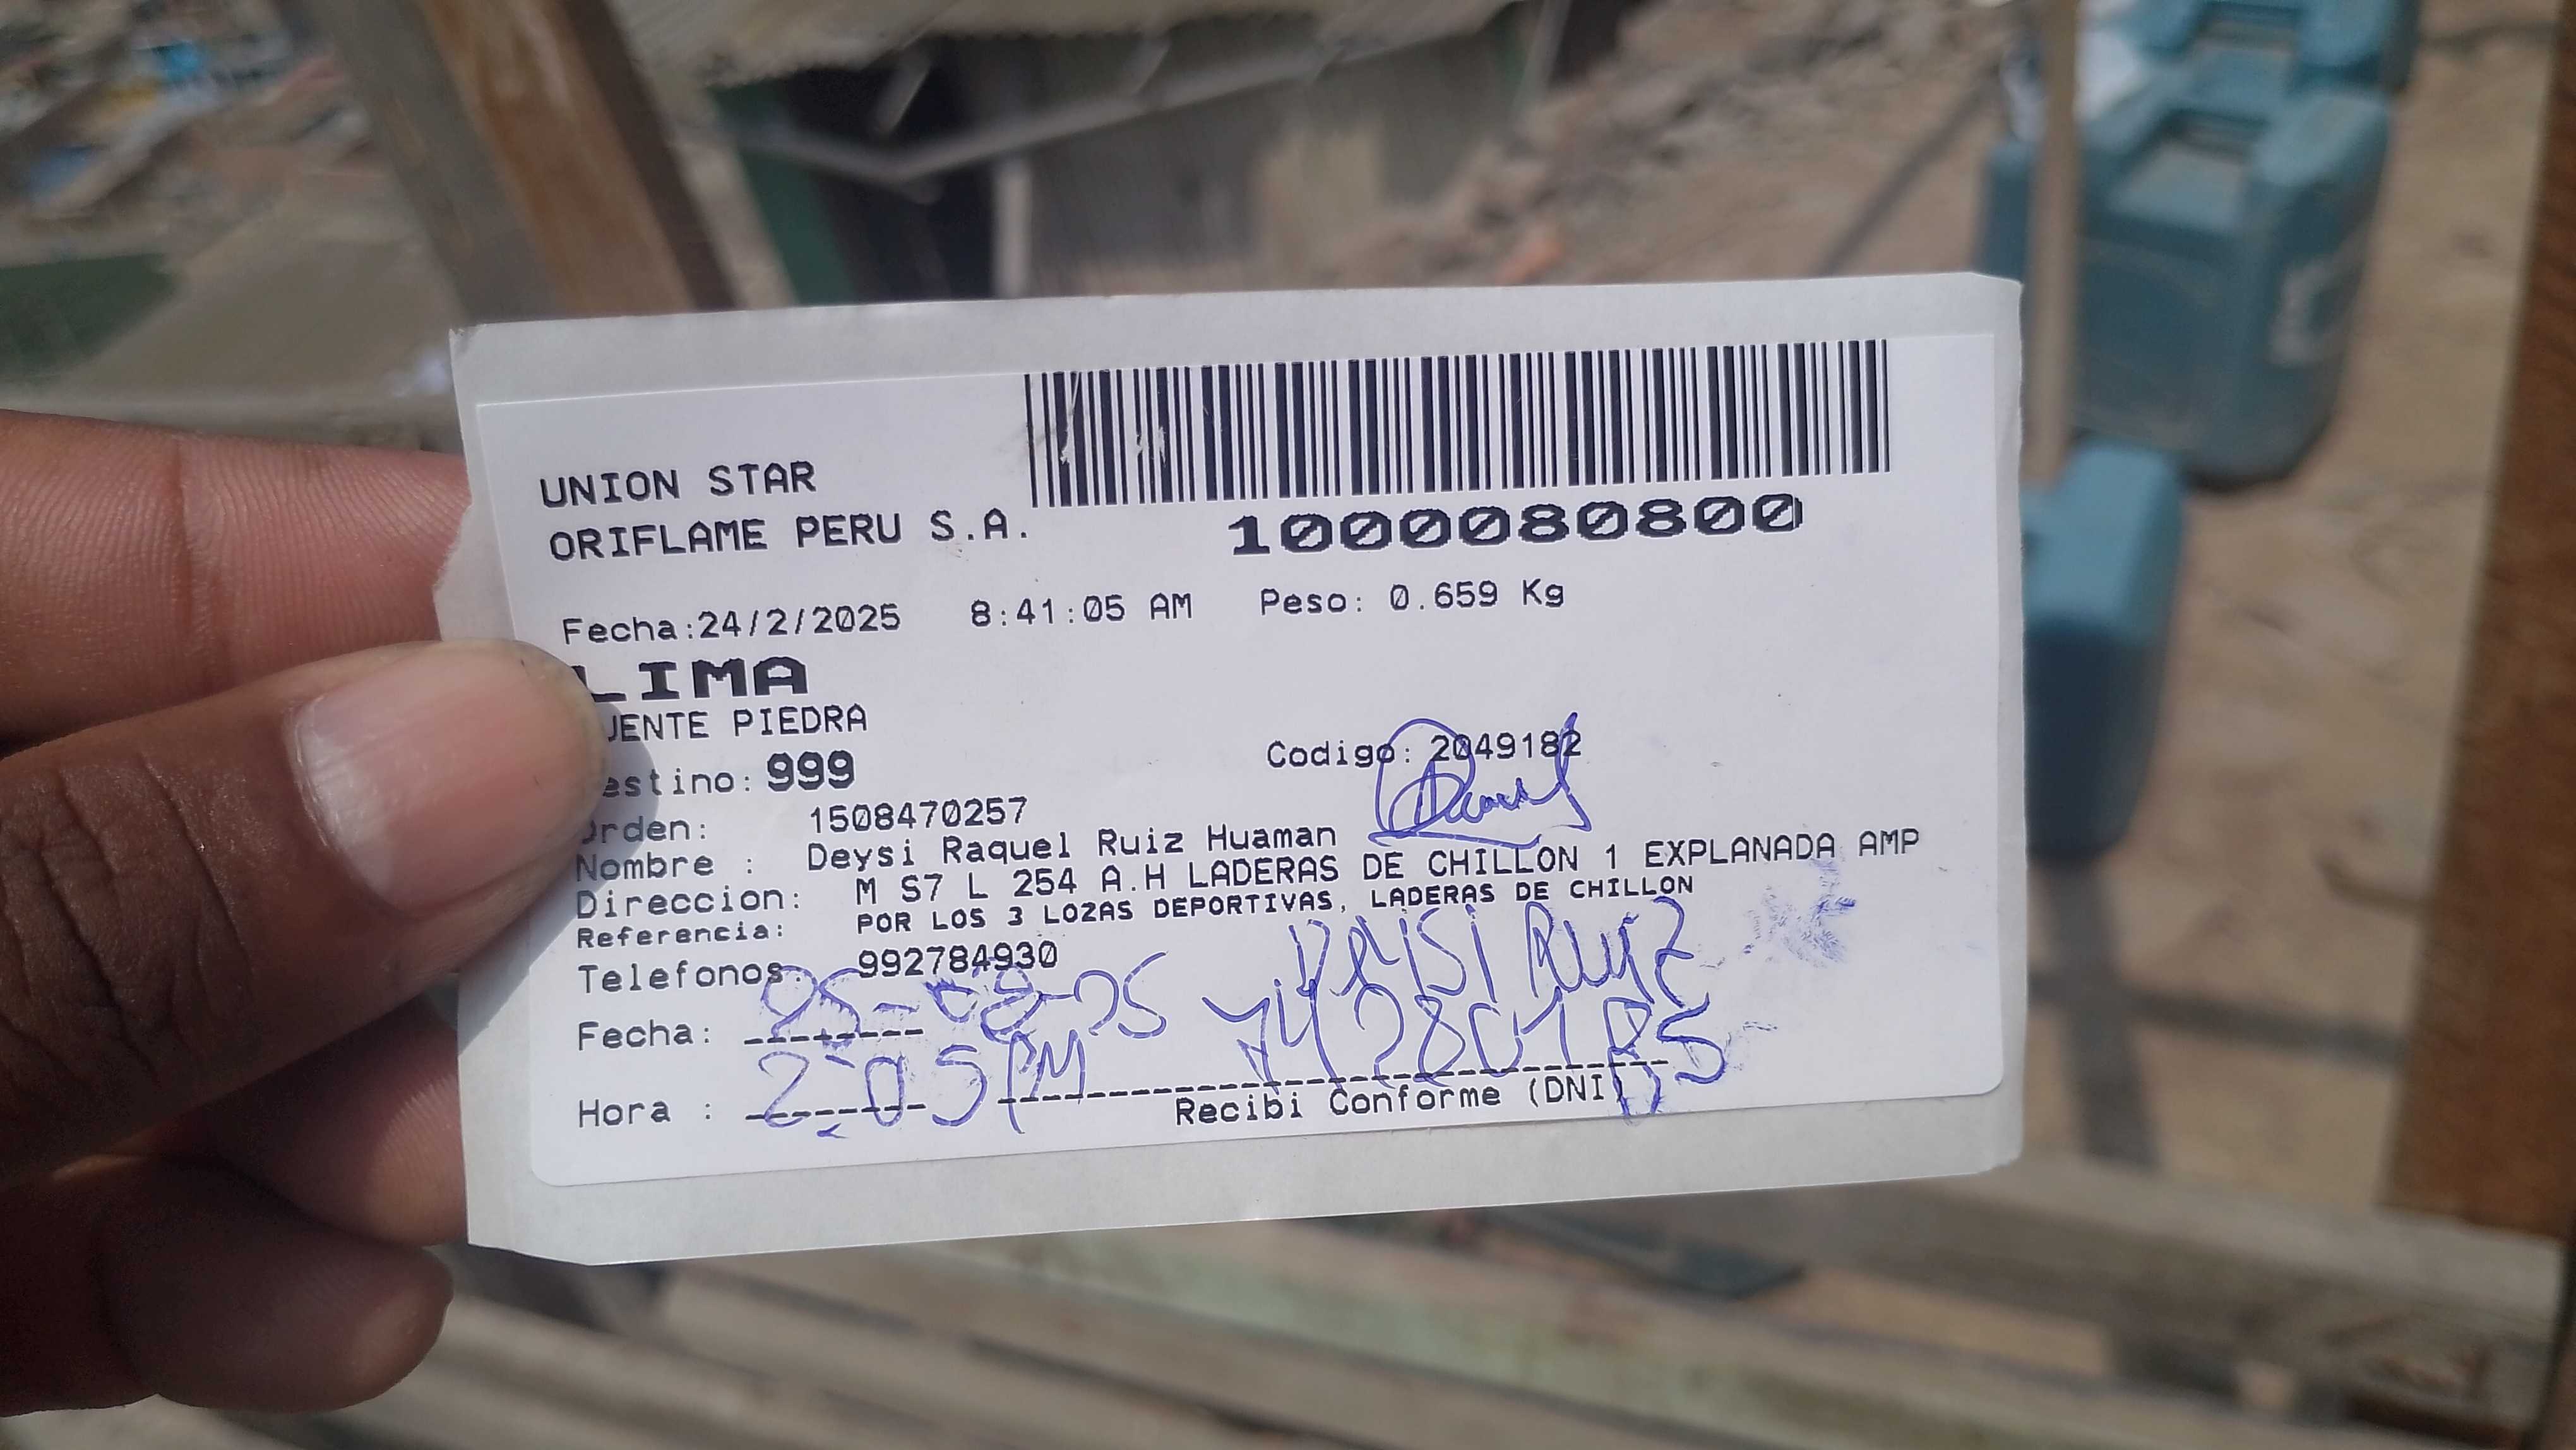 UNION STAR
ORIFLAME PERU S.A.
1000080800
Fecha:24/2/2025 8:41:05 AM Peso: 0.659 Kg
LIMA
UENTE PIEDRA
estino: 999 Codigo: 2049182
Orden: 1508470257
Nombre : Deysi Raquel Ruiz Huaman
Direccion: M S7 L 254 A.H LADERAS DE CHILLON 1 EXPLANADA AMP
Referencia: POR LOS 3 LOZAS DEPORTIVAS, LADERAS DE CHILLON
Telefonos. 992784930
Ruiz
Fecha:
Hora : 2:05 PM
Recibi Conforme (DNI)